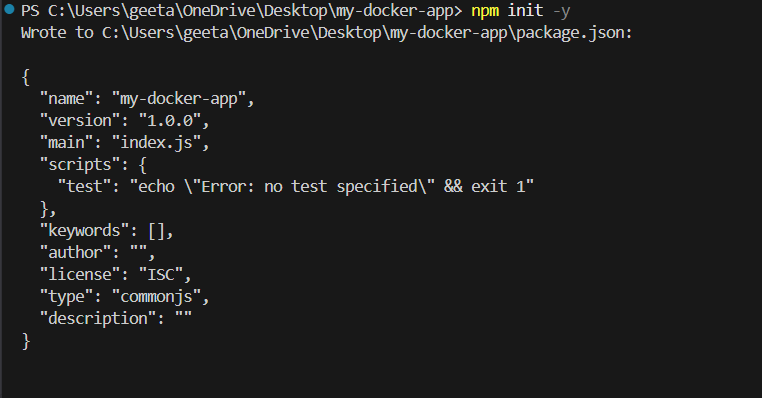 PS C:\Users\geeta\OneDrive\Desktop\my-docker-app> npm init -y
Wrote to C:\Users\geeta\OneDrive\Desktop\my-docker-app\package.json:

{
  "name": "my-docker-app",
  "version": "1.0.0",
  "main": "index.js",
  "scripts": {
    "test": "echo \"Error: no test specified\" && exit 1"
  },
  "keywords": [],
  "author": "",
  "license": "ISC",
  "type": "commonjs",
  "description": ""
}